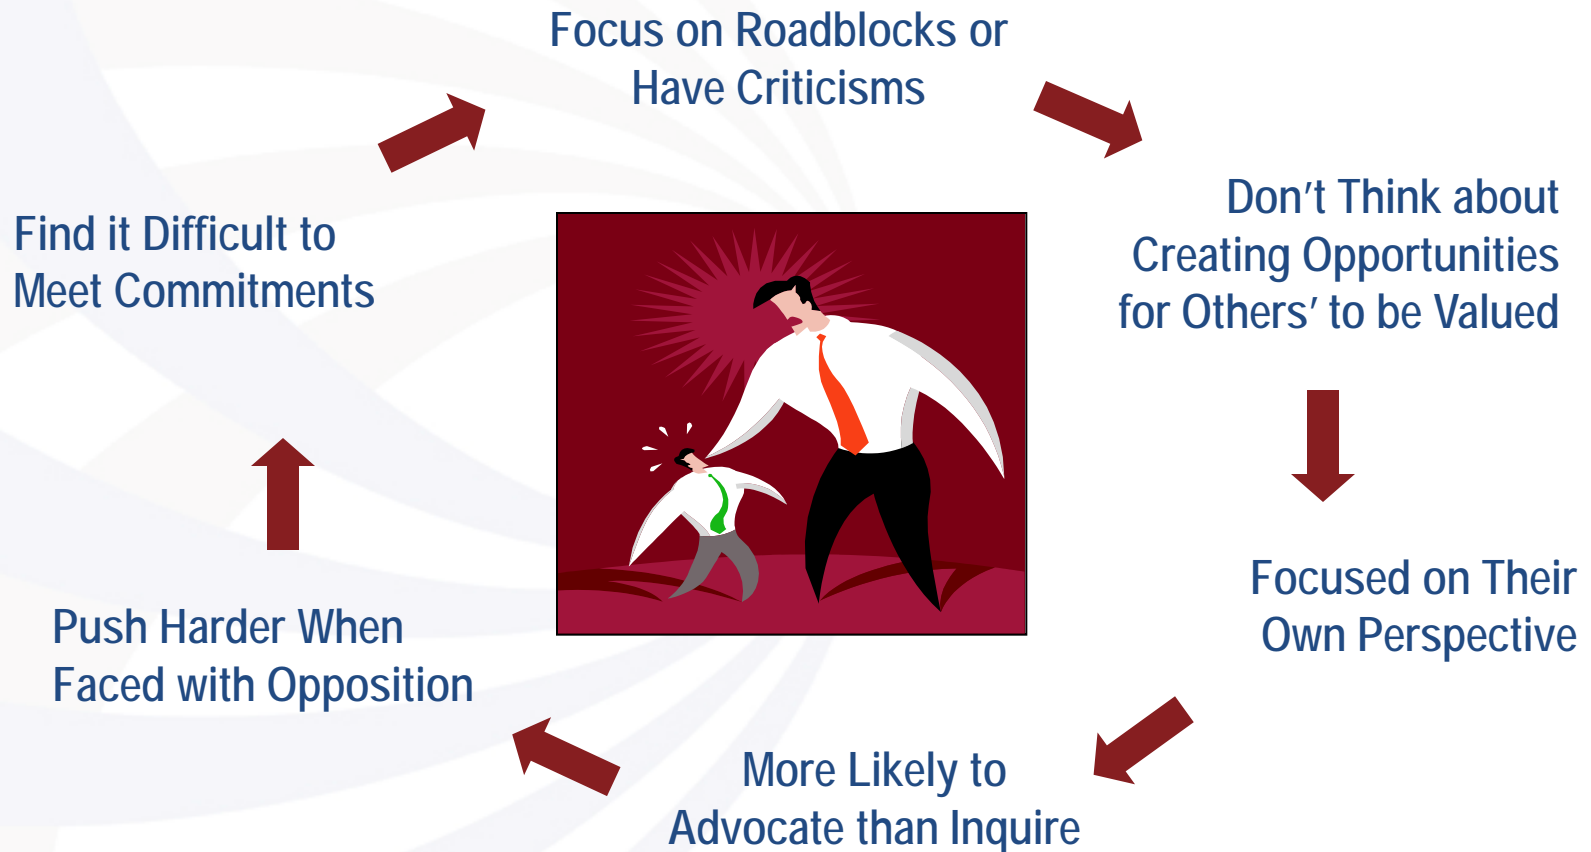 Focus on Roadblocks or
Have Criticisms
Don’t Think about
Creating Opportunities
for Others’ to be Valued
Focused on Their
Own Perspective
More Likely to
Advocate than Inquire
Push Harder When
Faced with Opposition
Find it Difficult to
Meet Commitments